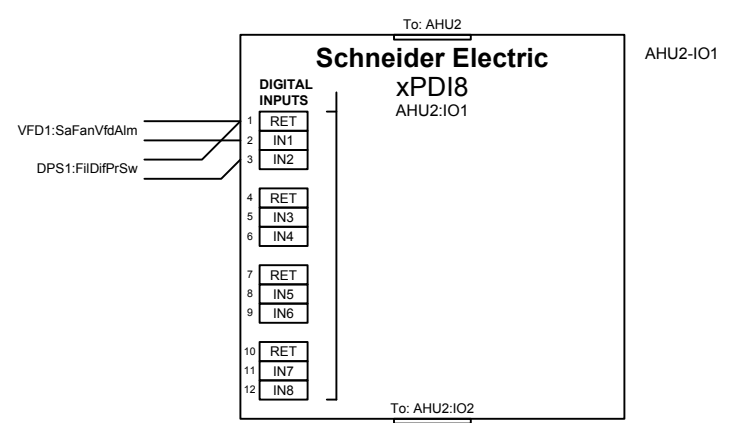 To: AHU2
Schneider Electric
AHU2-IO1
xPDI8
AHU2:IO1
DIGITAL
INPUTS
VFD1:SaFanVfdAlm
DPS1:FilDifPrSw
1 RET
2 IN1
3 IN2
4 RET
5 IN3
6 IN4
7 RET
8 IN5
9 IN6
10 RET
11 IN7
12 IN8
To: AHU2:IO2